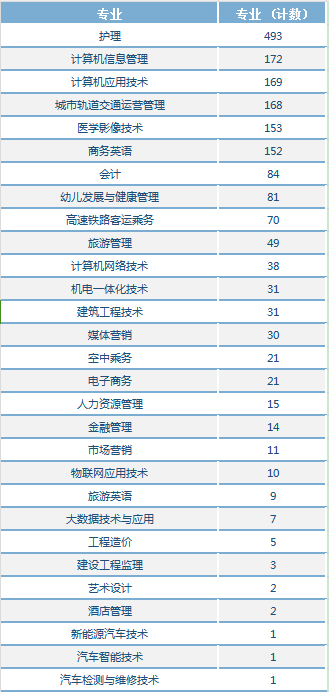 专业 专业 （计数）
护理 493
计算机信息管理 172
计算机应用技术 169
城市轨道交通运营管理 168
医学影像技术 153
商务英语 152
会计 84
幼儿发展与健康管理 81
高速铁路客运乘务 70
旅游管理 49
计算机网络技术 38
机电一体化技术 31
建筑工程技术 31
媒体营销 30
空中乘务 21
电子商务 21
人力资源管理 15
金融管理 14
市场营销 11
物联网应用技术 10
旅游英语 9
大数据技术与应用 7
工程造价 5
建设工程监理 3
艺术设计 2
酒店管理 2
新能源汽车技术 1
汽车智能技术 1
汽车检测与维修技术 1